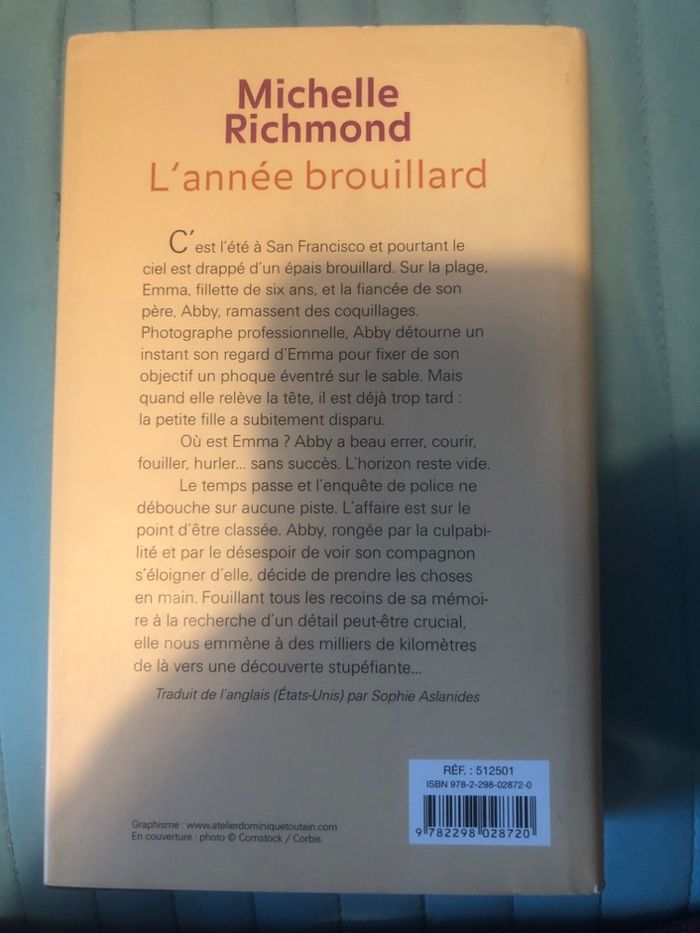 Michelle
Richmond
L'année brouillard
C'est l'été à San Francisco et pourtant le
ciel est drappé d'un épais brouillard. Sur la plage,
Emma, fillette de six ans, et la fiancée de son
père, Abby, ramassent des coquillages.
Photographe professionnelle, Abby détourne un
instant son regard d'Emma pour fixer de son
objectif un phoque éventré sur le sable. Mais
quand elle relève la tête, il est déjà trop tard :
la petite fille a subitement disparu.
Où est Emma ? Abby a beau errer, courir,
fouiller, hurler... sans succès. L'horizon reste vide.
Le temps passe et l'enquête de police ne
débouche sur aucune piste. L'affaire est sur le
point d'être classée. Abby, rongée par la culpabi-
lité et par le désespoir de voir son compagnon
s'éloigner d'elle, décide de prendre les choses
en main. Fouillant tous les recoins de sa mémoi-
re à la recherche d'un détail peut-être crucial,
elle nous emmène à des milliers de kilomètres
de là vers une découverte stupéfiante...
Traduit de l'anglais (États-Unis) par Sophie Aslanides
RÉF. : 512501
ISBN 978-2-298-02872-0
9 782298 028720
Graphisme : www.atelierdominiquetoutain.com
En couverture : photo © Comstock / Corbis